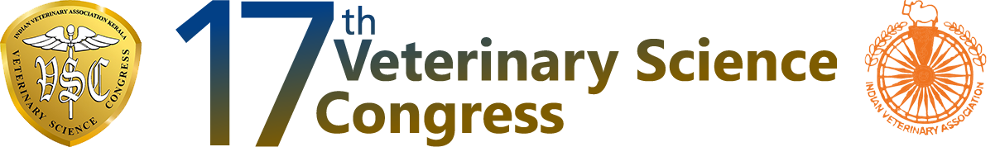 INDIAN VETERINARY ASSOCIATION KERALA
VSC
VETERINARY SCIENCE CONGRESS
17th
Veterinary Science
Congress
INDIAN VETERINARY ASSOCIATION